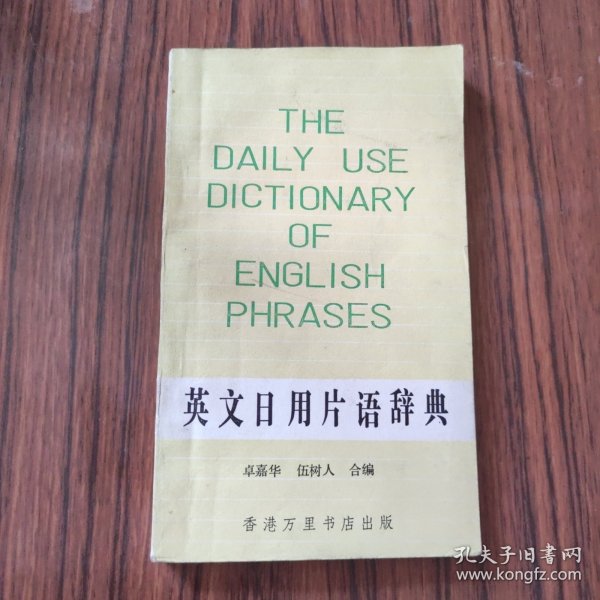 THE
DAILY USE
DICTIONARY
OF
ENGLISH
PHRASES
英文日用片语辞典
卓嘉华 伍树人 合编
香港万里书店出版
孔夫子旧书网
www.kongfz.com